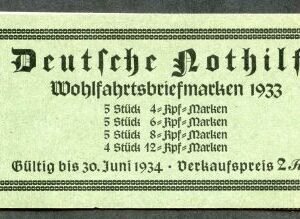 Deutsche Nothilf
Wohlfahrtsbriefmarken 1933
5 Stück 4=Rpf=Marken
5 Stück 6=Rpf=Marken
5 Stück 8=Rpf=Marken
4 Stück 12=Rpf=Marken
Gültig bis 30. Juni 1934 · Verkaufspreis 2